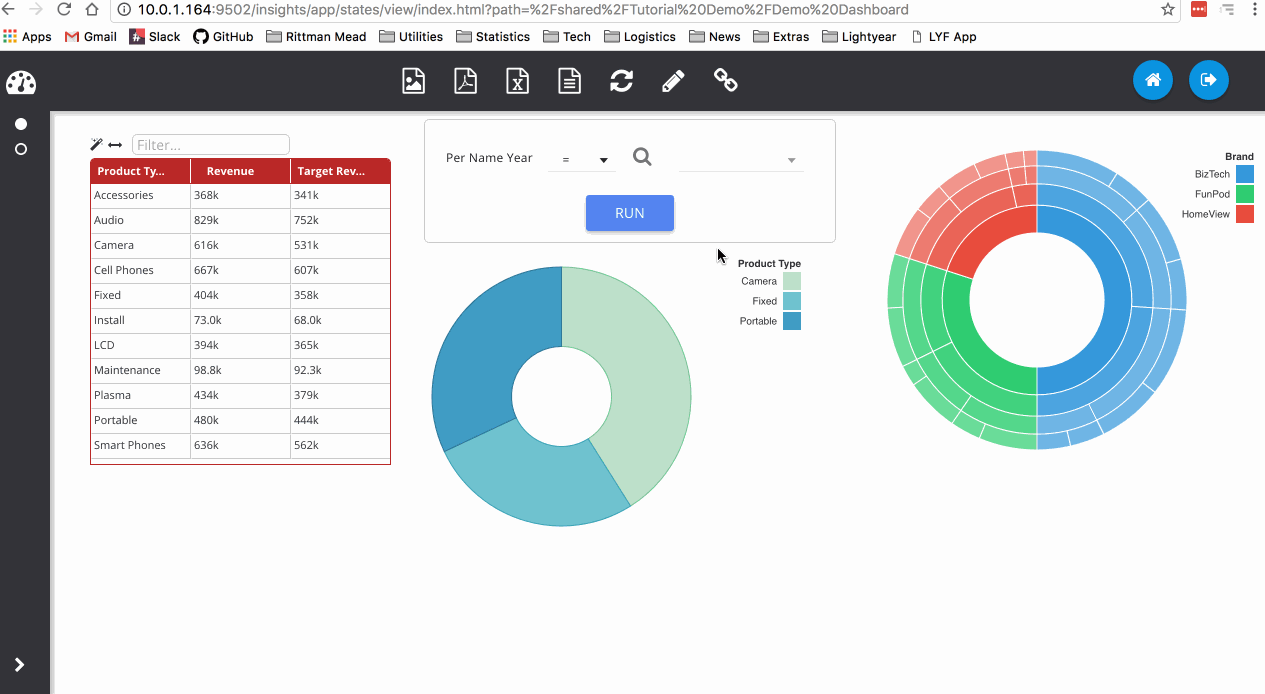 10.0.1.164:9502/insights/app/states/view/index.html?path=%2Fshared%2FTutorial%20Demo%2FDemo%20Dashboard
Apps Gmail Slack GitHub Rittman Mead Utilities Statistics Tech Logistics News Extras Lightyear LYF App
Filter...
Product Ty... Revenue Target Rev...
Accessories 368k 341k
Audio 829k 752k
Camera 616k 531k
Cell Phones 667k 607k
Fixed 404k 358k
Install 73.0k 68.0k
LCD 394k 365k
Maintenance 98.8k 92.3k
Plasma 434k 379k
Portable 480k 444k
Smart Phones 636k 562k
Per Name Year =
RUN
Product Type
Camera
Fixed
Portable
Brand
BizTech
FunPod
HomeView